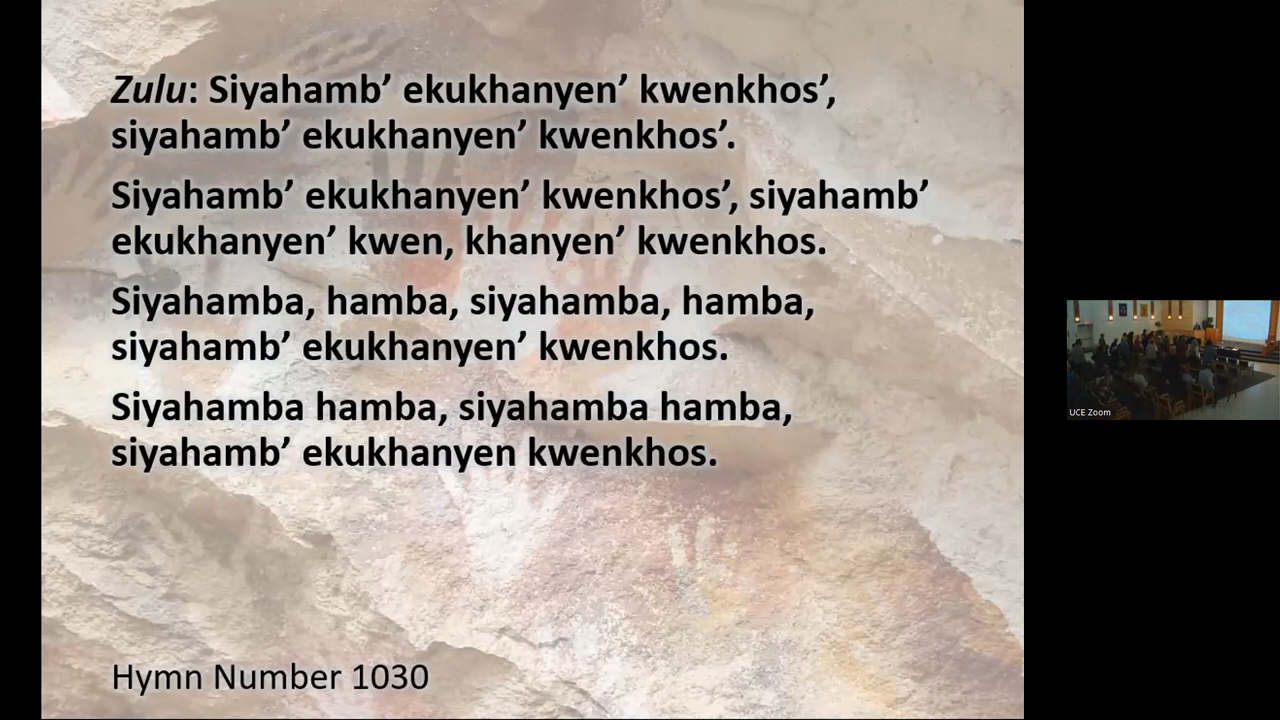 Zulu: Siyahamb’ ekukhanyen’ kwenkhos’,
siyahamb’ ekukhanyen’ kwenkhos’.
Siyahamb’ ekukhanyen’ kwenkhos’, siyahamb’
ekukhanyen’ kwen, khanyen’ kwenkhos.
Siyahamba, hamba, siyahamba, hamba,
siyahamb’ ekukhanyen’ kwenkhos.
Siyahamba hamba, siyahamba hamba,
siyahamb’ ekukhanyen kwenkhos.
Hymn Number 1030
UCE Zoom